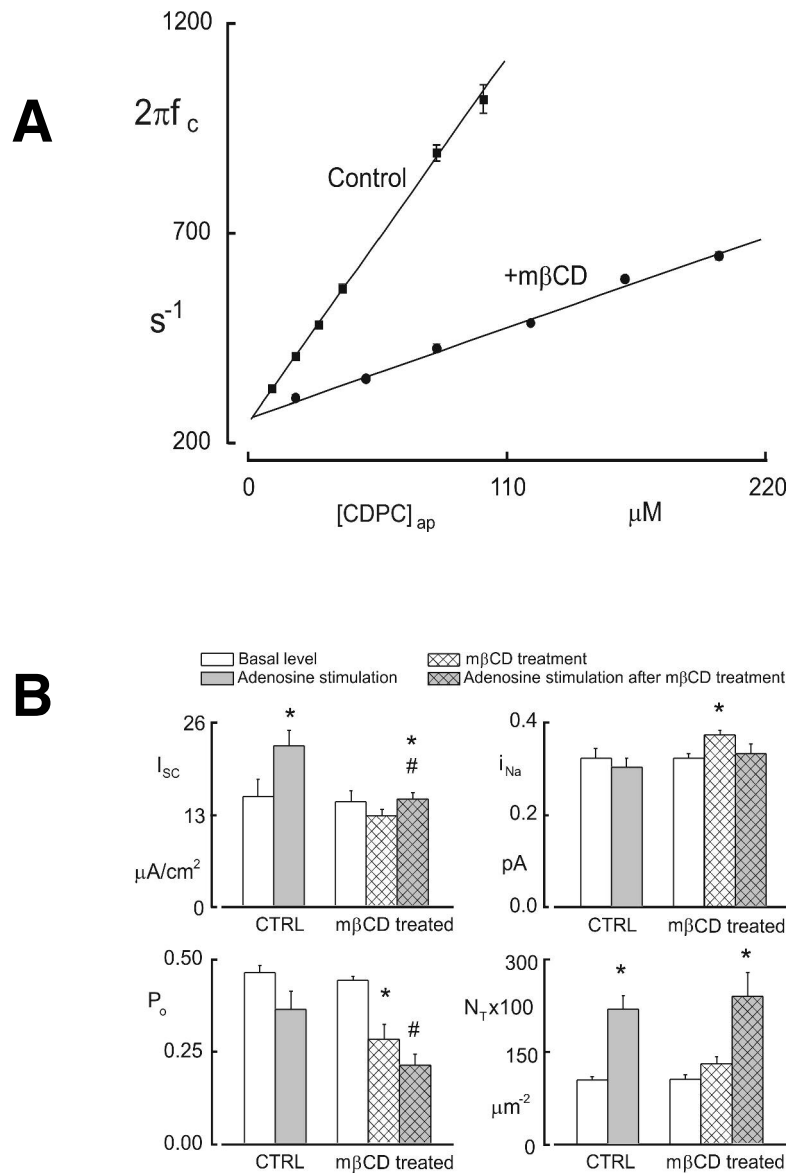 A
1200
2πf c
Control
700
+mβCD
s-1
200
0
110
220
[CDPC] ap
μM
B
Basal level
mβCD treatment
Adenosine stimulation
Adenosine stimulation after mβCD treatment
26
*
*
#
ISC
13
μA/cm2
0
CTRL
mβCD treated
0.4
*
iNa
0.2
pA
0.0
CTRL
mβCD treated
0.50
Po
*
#
0.25
0.00
CTRL
mβCD treated
300
*
*
NTx100
150
μm-2
0
CTRL
mβCD treated